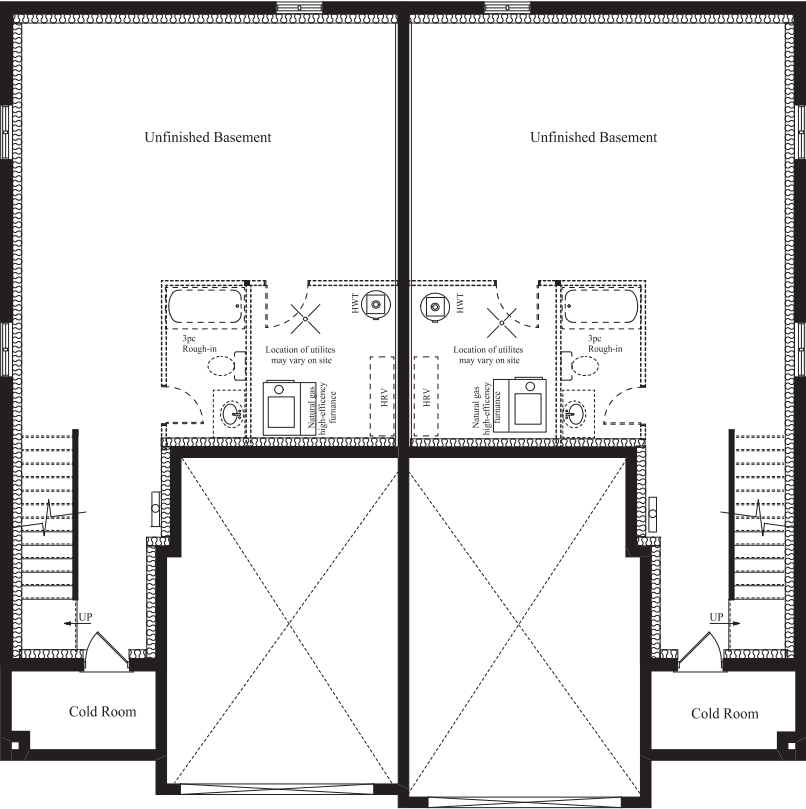 Unfinished Basement
Unfinished Basement
HWT
HWT
3pc
Rough-in
Location of utilites
may vary on site
Location of utilites
may vary on site
3pc
Rough-in
Natural gas
high-efficency
furnance
HRV
HRV
Natural gas
high-efficency
furnance
UP
UP
Cold Room
Cold Room